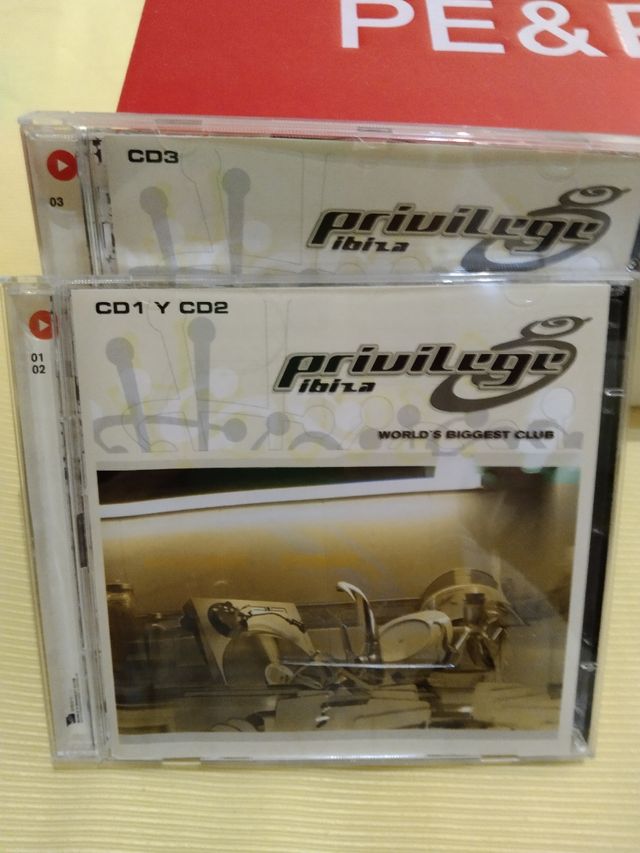 PE&
CD3
03
privilege
ibiza
CD1 Y CD2
01
02
privilege
ibiza
WORLD'S BIGGEST CLUB